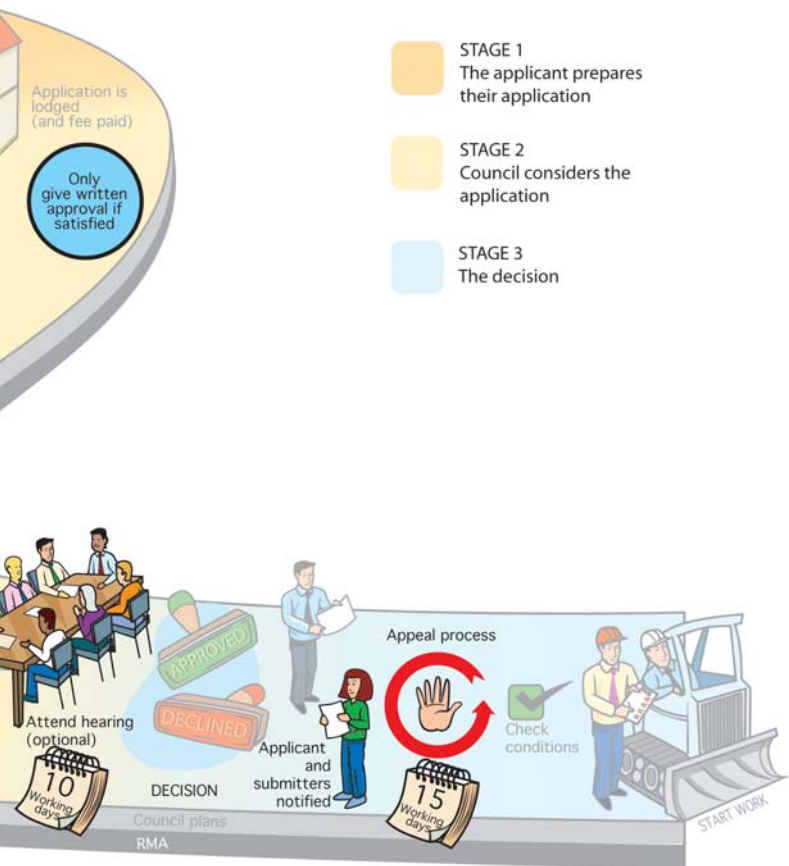 Application is
lodged
(and fee paid)
Only
give written
approval if
satisfied
STAGE 1
The applicant prepares
their application
STAGE 2
Council considers the
application
STAGE 3
The decision
Attend hearing
(optional)
10
Working
days
APPROVED
DECLINED
DECISION
Applicant
and
submitters
notified
Appeal process
15
Working
days
Check
conditions
START WORK
Council plans
RMA